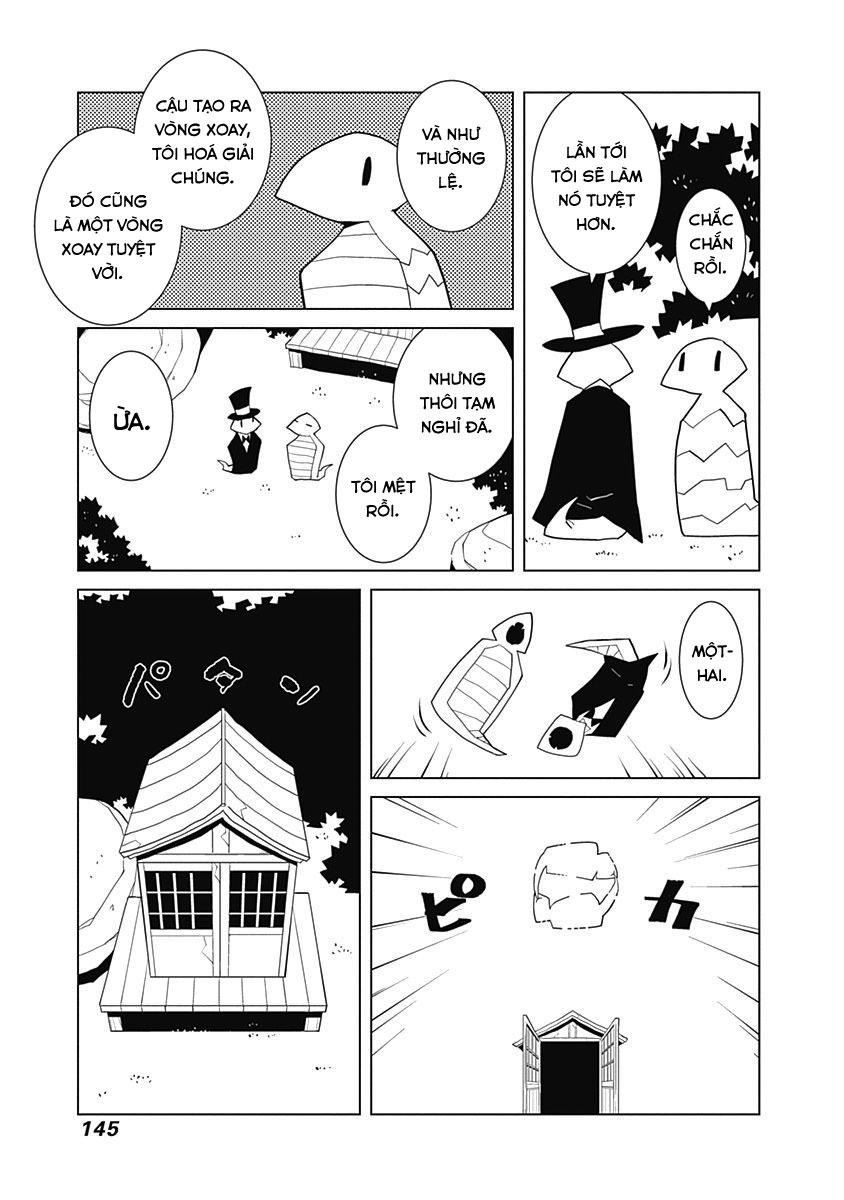 LẦN TỚI
TÔI SẼ LÀM
NÓ TUYỆT
HƠN.
CHẮC
CHẮN
RỒI.
VÀ NHƯ
THƯỜNG
LỆ.
CẬU TẠO RA
VÒNG XOAY,
TÔI HOÁ GIẢI
CHÚNG.
ĐÓ CŨNG
LÀ MỘT VÒNG
XOAY TUYỆT
VỜI.
NHƯNG
THÔI TẠM
NGHỈ ĐÃ.
TÔI MỆT
RỒI.
ỪA.
MỘT-
HAI.
ピカ
パタン
145